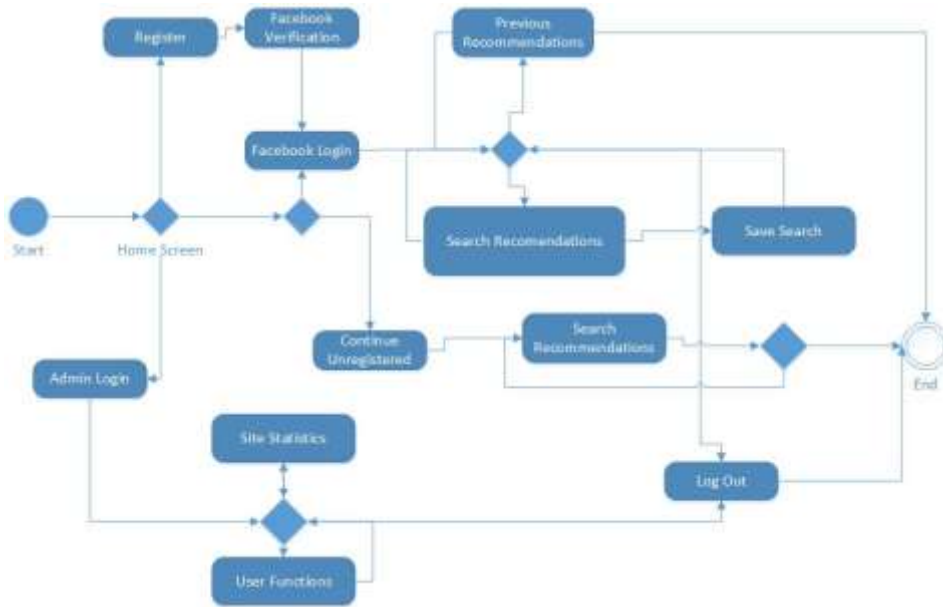 Register
Facebook
Verification
Previous
Recommendations
Facebook Login
Start
Home Screen
Search Recomendations
Save Search
Continue
Unregistered
Search
Recommendations
End
Admin Login
Site Statistics
Log Out
User Functions